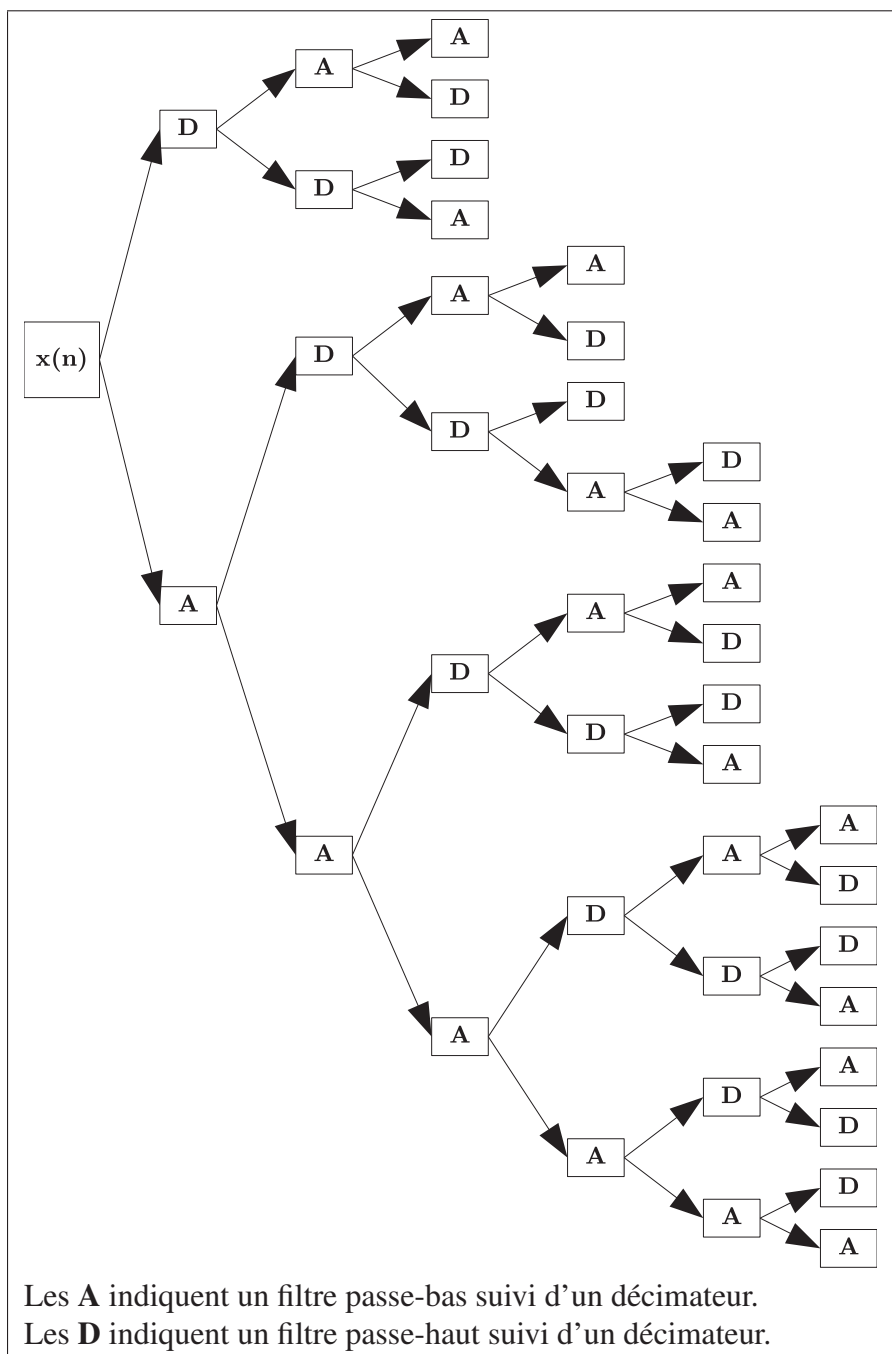 A
A
D
D
D
D
A
A
A
D
D
x(n)
D
D
D
A
A
A
A
A
D
D
D
D
A
A
A
A
D
D
D
D
A
A
A
D
D
A
D
A
A
Les A indiquent un filtre passe-bas suivi d'un décimateur.
Les D indiquent un filtre passe-haut suivi d'un décimateur.